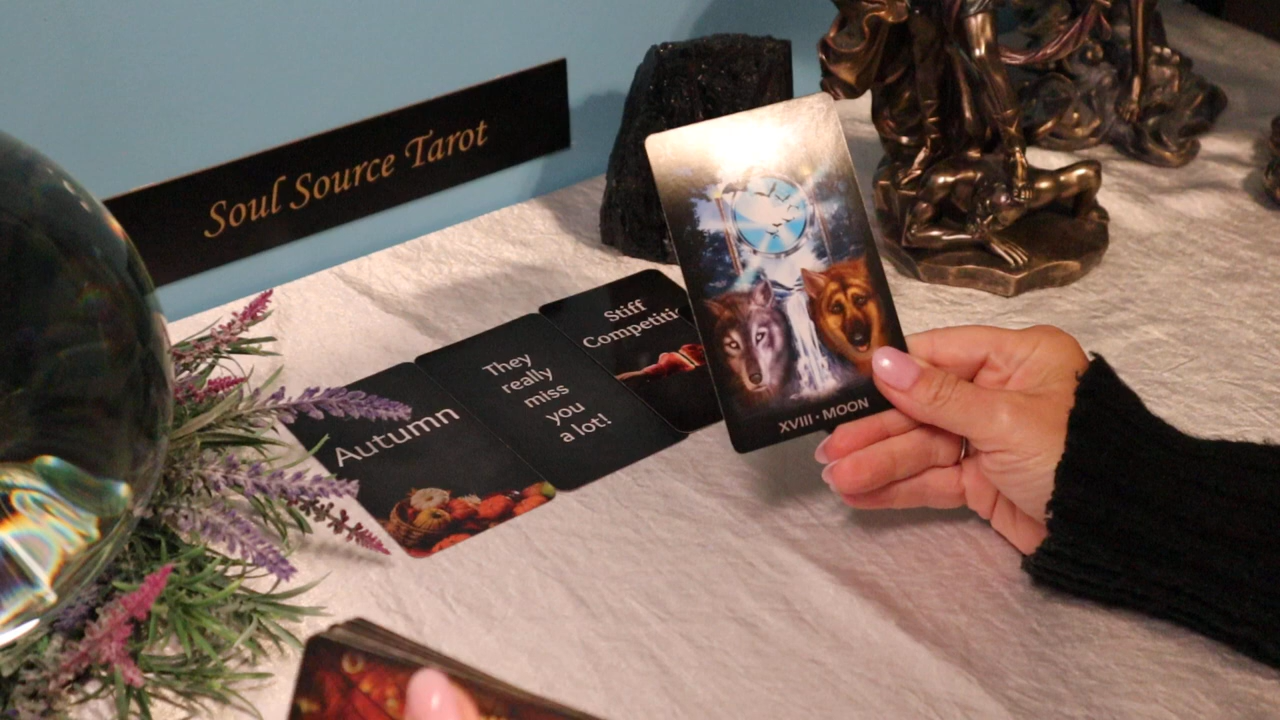 Soul Source Tarot
Autumn
They
really
miss
you
a lot!
Stiff
XVIII · MOON